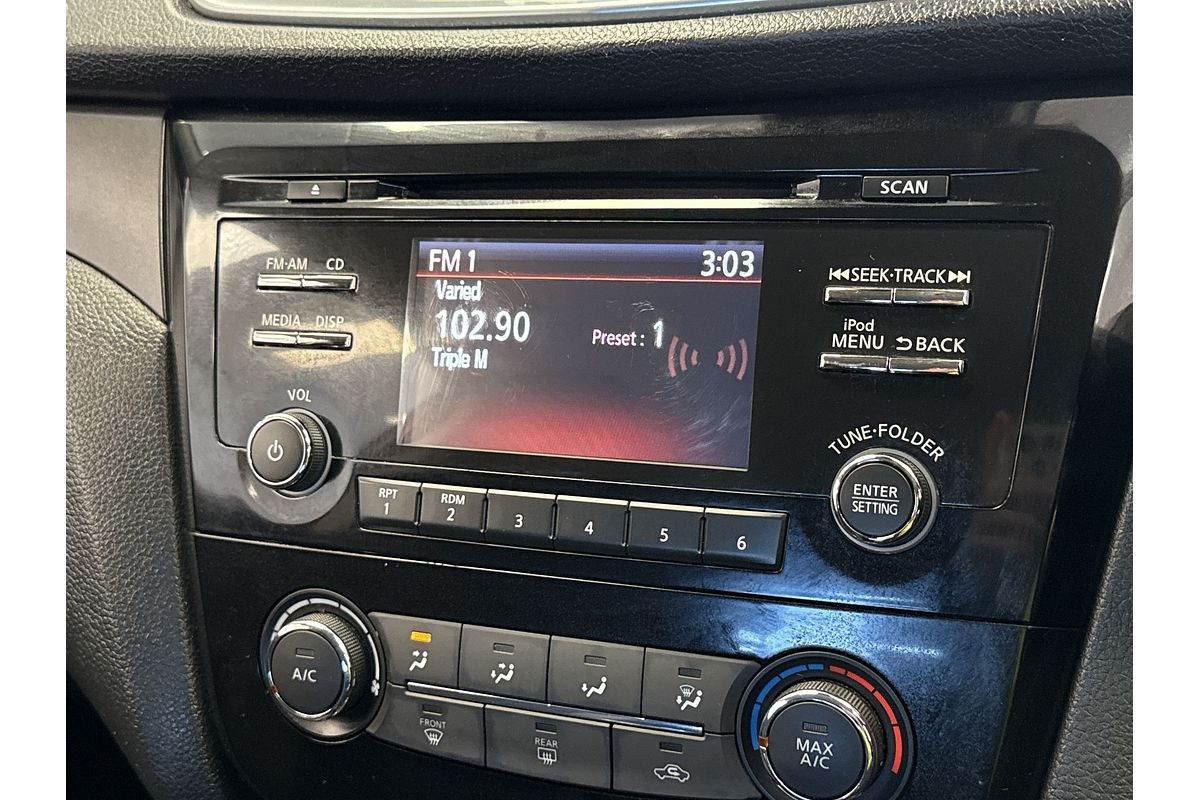 SCAN
FM·AM CD
MEDIA DISP
VOL
FM 1 3:03
Varied
102.90
Preset : 1
Triple M
SEEK·TRACK
iPod
MENU BACK
TUNE·FOLDER
ENTER
SETTING
RPT
1
RDM
2
3
4
5
6
A/C
FRONT
REAR
MAX
A/C